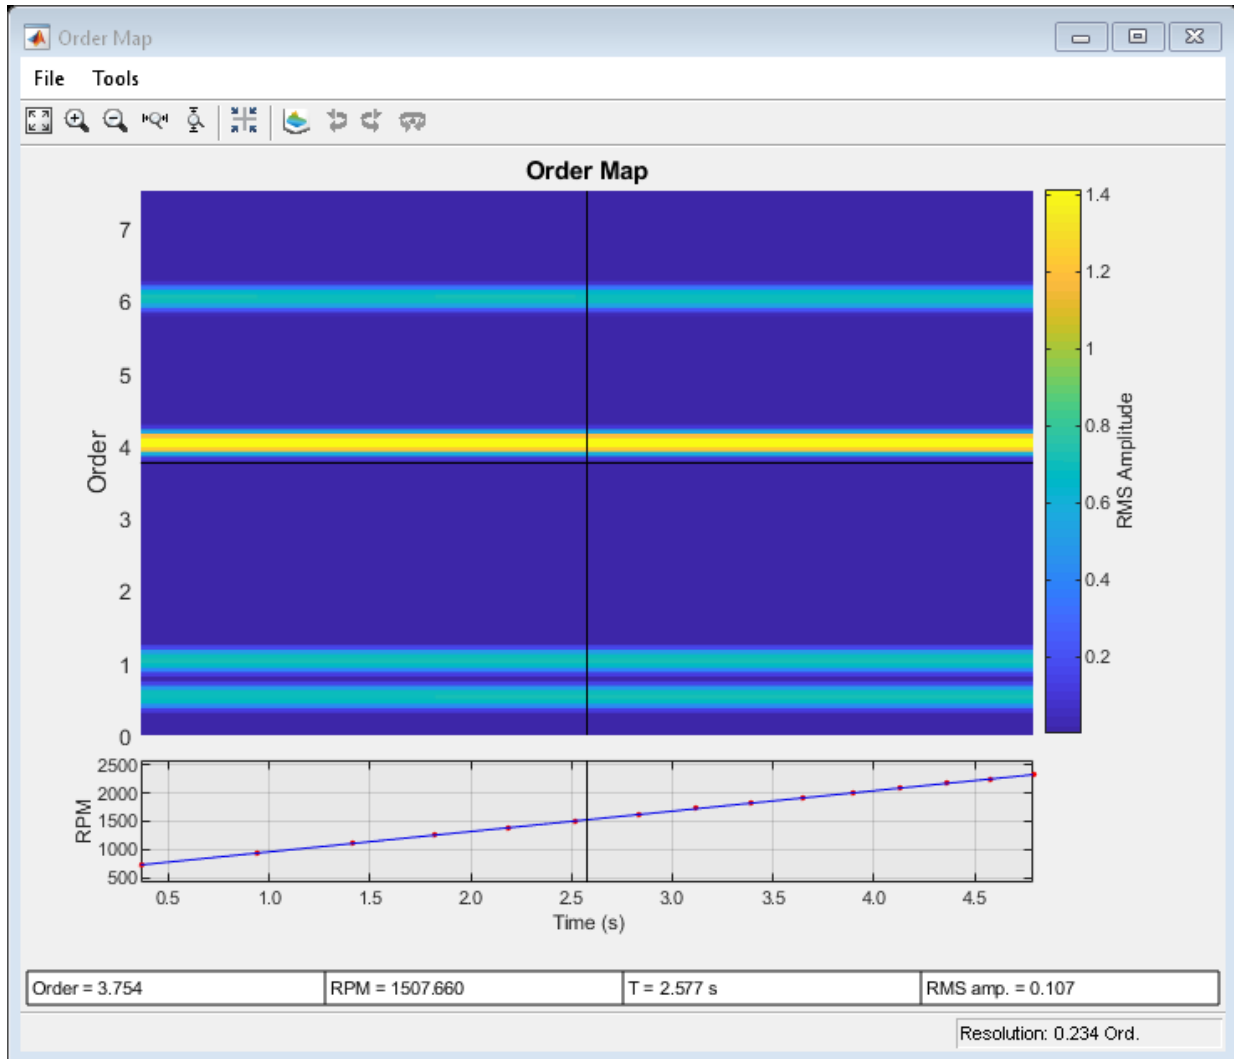 Order Map
File Tools
Order Map
7
6
5
4
3
2
1
0
Order
1.4
1.2
1
0.8
0.6
0.4
0.2
RMS Amplitude
2500
2000
1500
1000
500
RPM
0.5 1.0 1.5 2.0 2.5 3.0 3.5 4.0 4.5
Time (s)
Order = 3.754 RPM = 1507.660 T = 2.577 s RMS amp. = 0.107
Resolution: 0.234 Ord.